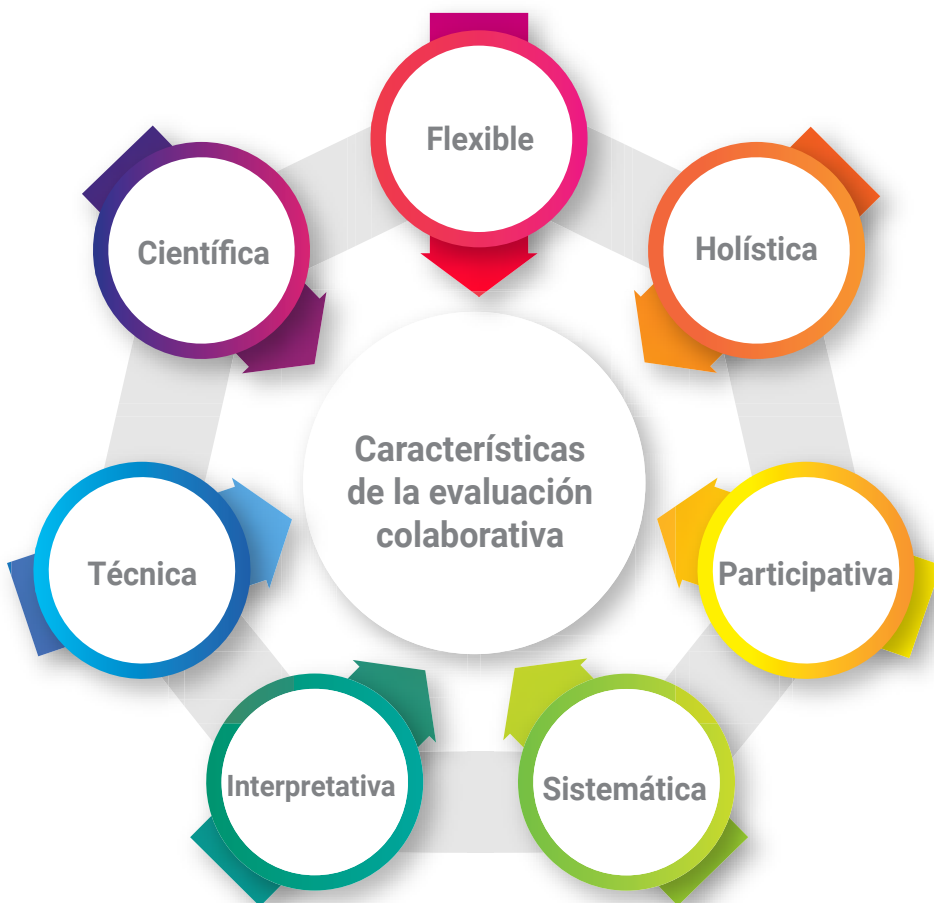 Flexible
Holística
Participativa
Sistemática
Interpretativa
Técnica
Científica
Características
de la evaluación
colaborativa